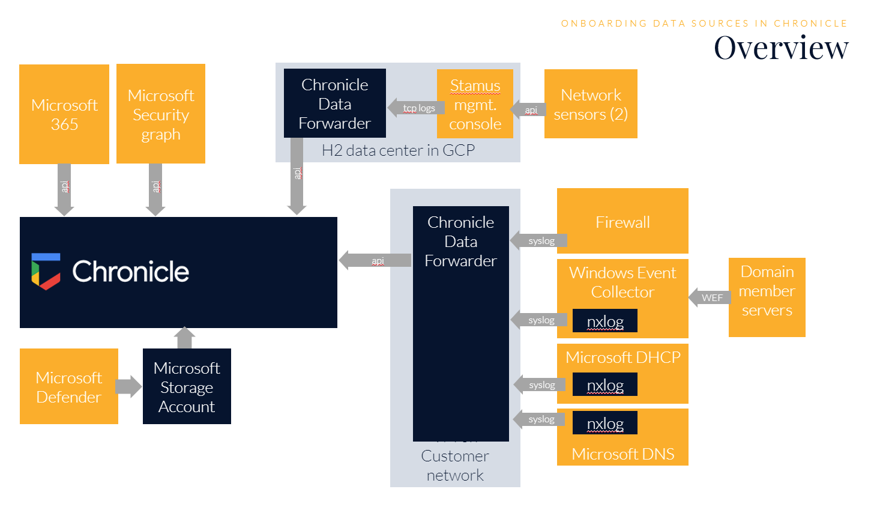 ONBOARDING DATA SOURCES IN CHRONICLE
Overview
Microsoft
365
Microsoft
Security
graph
Chronicle
Data
Forwarder
tcp logs
Stamus
mgmt.
console
api
Network
sensors (2)
H2 data center in GCP
api
api
api
Chronicle
api
Chronicle
Data
Forwarder
syslog
Firewall
Windows Event
Collector
syslog
nxlog
WEF
Domain
member
servers
Microsoft DHCP
syslog
nxlog
syslog
nxlog
Microsoft DNS
Customer
network
Microsoft
Defender
Microsoft
Storage
Account